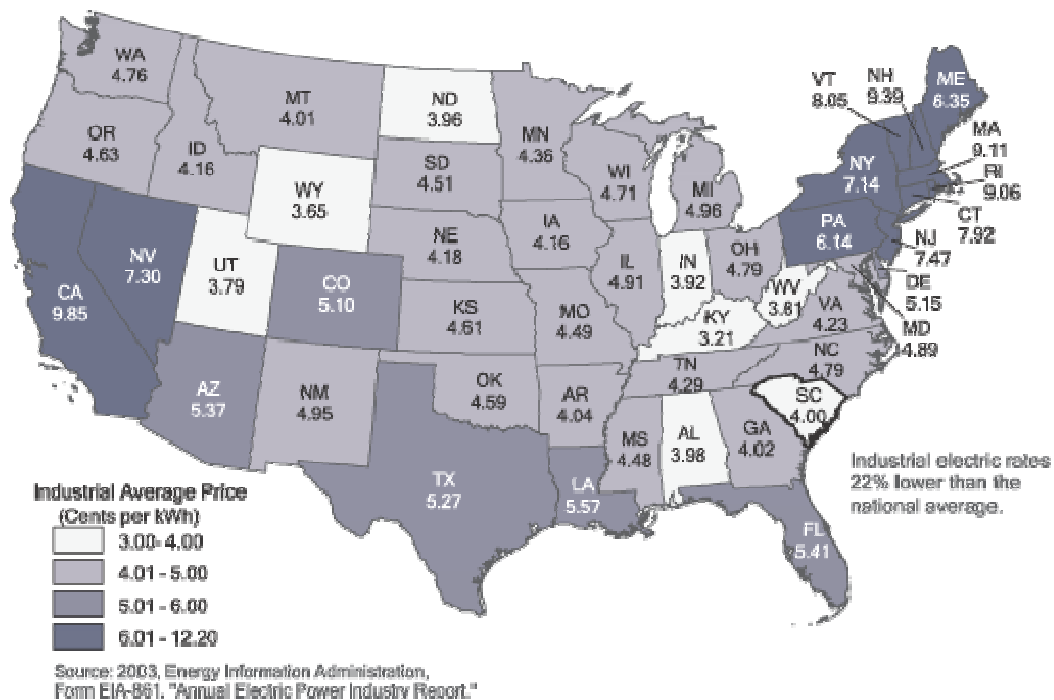 WA
4.76
OR
4.63
ID
4.16
MT
4.01
ND
3.96
MN
4.36
SD
4.51
WY
3.65
NE
4.18
IA
4.16
WI
4.71
MI
4.96
VT
8.05
NH
9.39
ME
6.35
MA
9.11
RI
9.06
CT
7.92
NY
7.14
PA
6.14
NJ
7.47
DE
5.15
MD
4.89
CA
9.85
NV
7.30
UT
3.79
CO
5.10
KS
4.61
MO
4.49
IL
4.91
IN
3.92
OH
4.79
WV
3.81
VA
4.23
KY
3.21
NC
4.79
TN
4.29
SC
4.00
AZ
5.37
NM
4.95
OK
4.59
AR
4.04
MS
4.48
AL
3.98
GA
4.02
TX
5.27
LA
5.57
FL
5.41
Industrial electric rates
22% lower than the
national average.
Industrial Average Price
(Cents per kWh)
3.00-4.00
4.01 - 5.00
5.01 - 6.00
6.01 - 12.20
Source: 2003, Energy Information Administration,
Form EIA-861, "Annual Electric Power Industry Report."